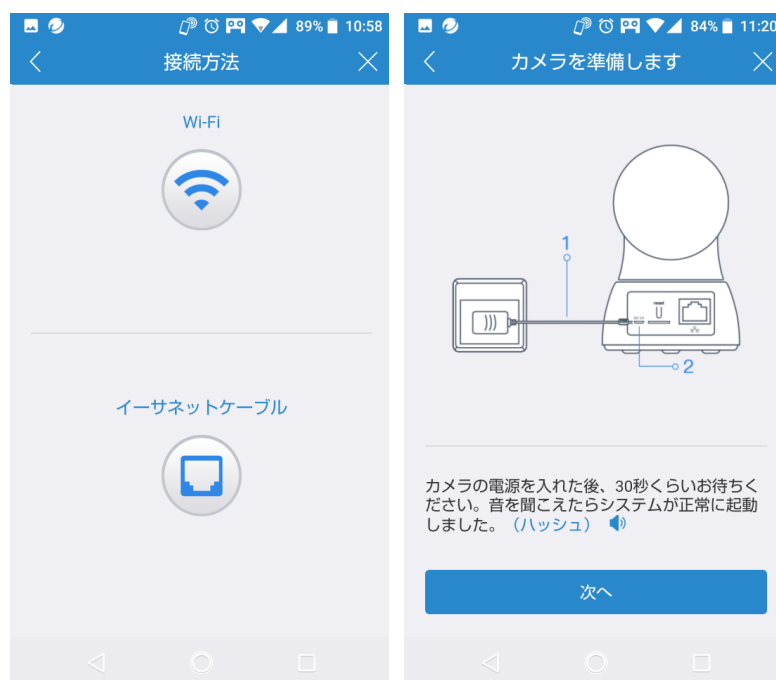 89% 10:58
接続方法
Wi-Fi
イーサネットケーブル
84% 11:20
カメラを準備します
1
reset
2
カメラの電源を入れた後、30秒くらいお待ちく
ださい。音を聞こえたらシステムが正常に起動
しました。（ハッシュ）
次へ